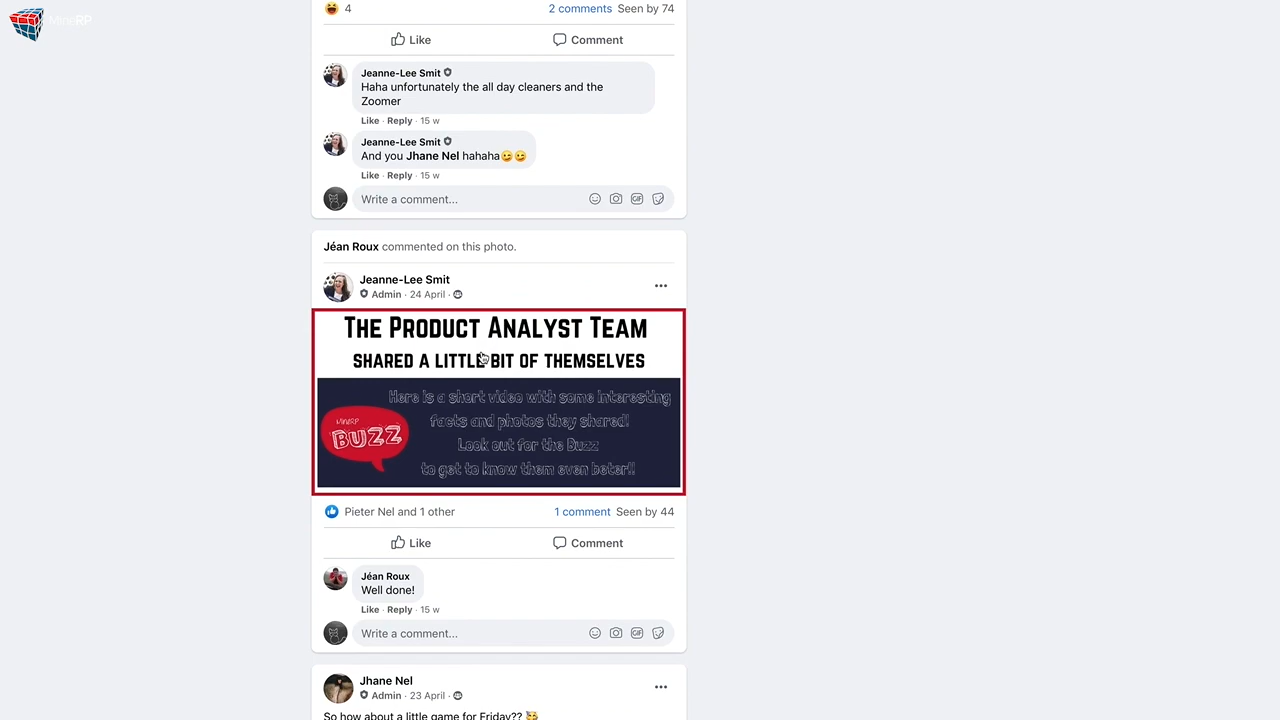 MineRP
4
2 comments Seen by 74
Like
Comment
Jeanne-Lee Smit
Haha unfortunately the all day cleaners and the
Zoomer
Like · Reply · 15 w
Jeanne-Lee Smit
And you Jhane Nel hahaha
Like · Reply · 15 w
Write a comment...
GIF
Jéan Roux commented on this photo.
Jeanne-Lee Smit
Admin · 24 April ·
The Product Analyst Team
shared a little bit of themselves
Here is a short video with some interesting
facts and photos they shared!
Look out for the Buzz
to get to know them even beter!!
MineRP
BUZZ
Pieter Nel and 1 other
1 comment Seen by 44
Like
Comment
Jéan Roux
Well done!
Like · Reply · 15 w
Write a comment...
GIF
Jhane Nel
Admin · 23 April ·
So how about a little game for Friday??